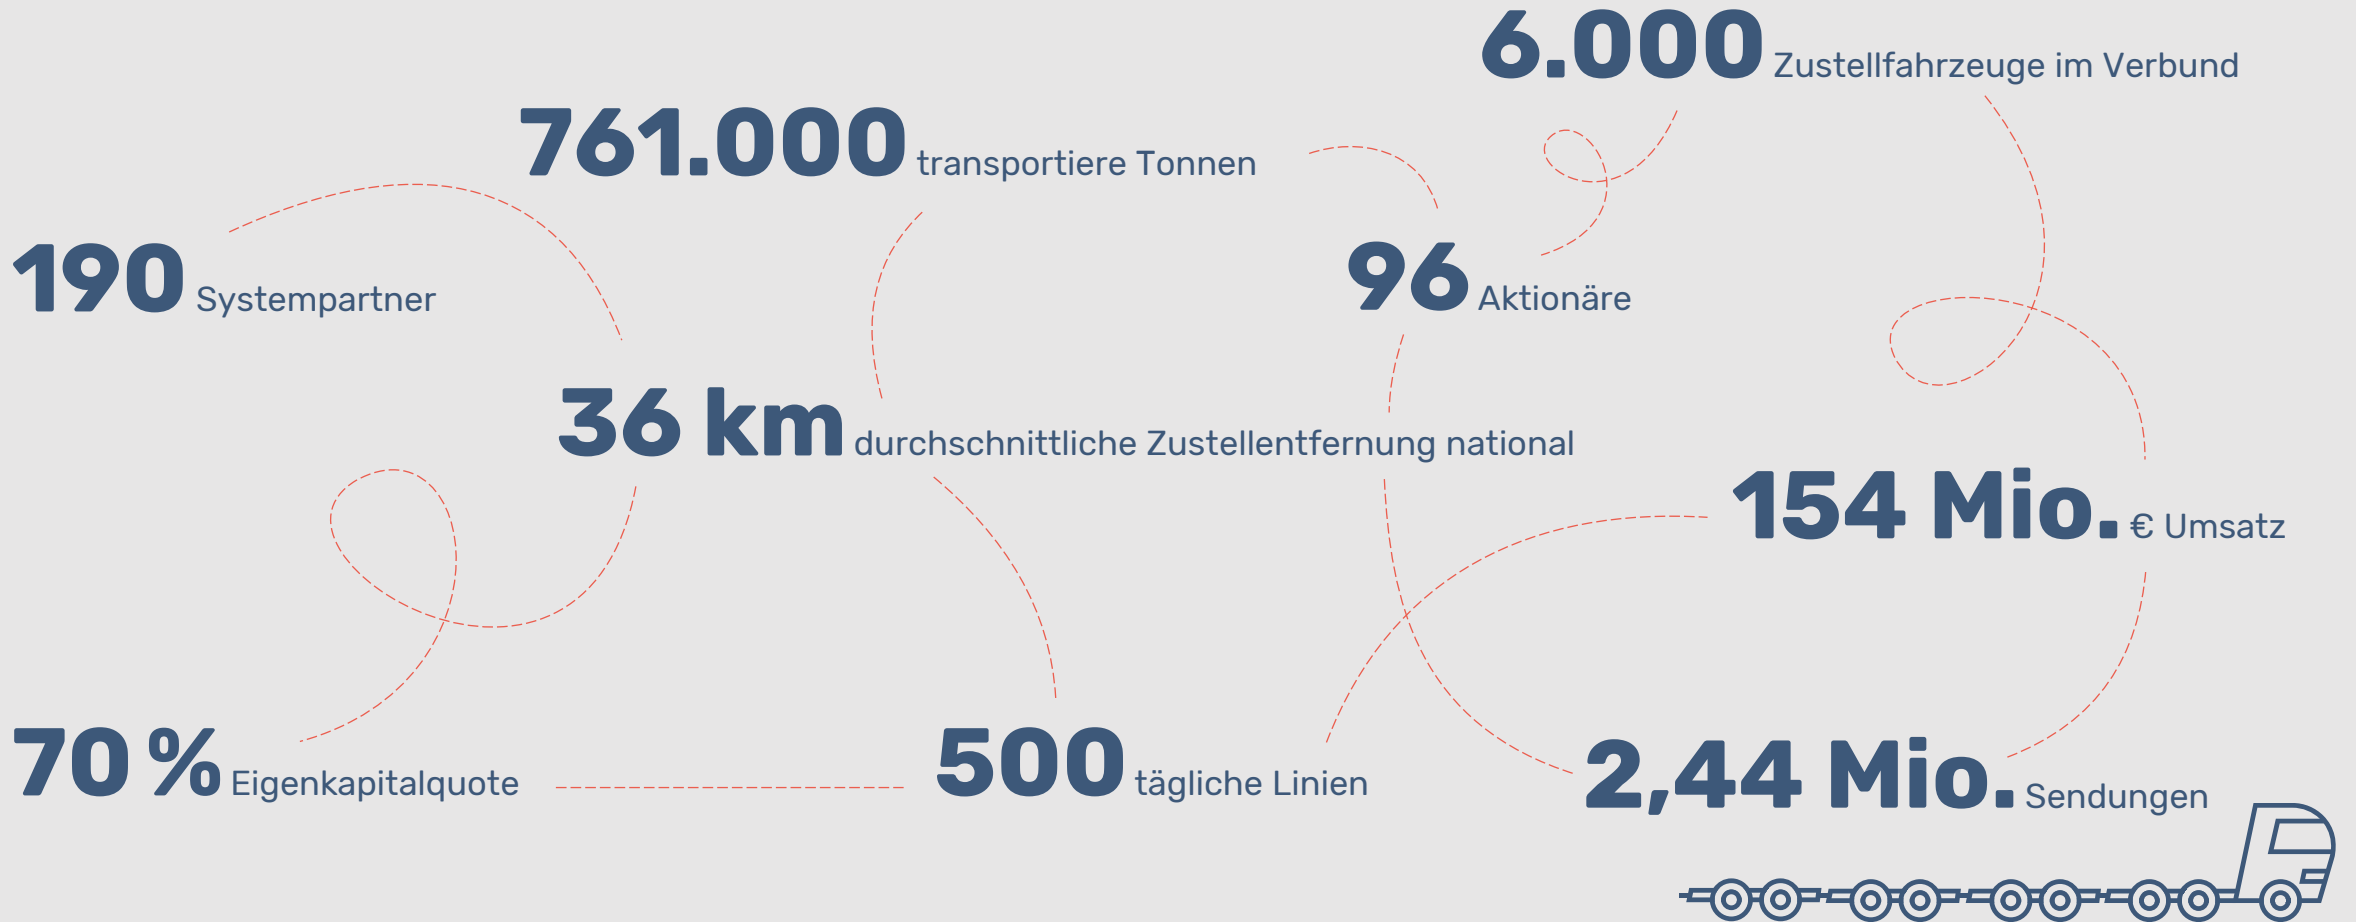 6.000 Zustellfahrzeuge im Verbund
761.000 transportiere Tonnen
190 Systempartner
96 Aktionäre
36 km durchschnittliche Zustellentfernung national
154 Mio. € Umsatz
70 % Eigenkapitalquote
500 tägliche Linien
2,44 Mio. Sendungen